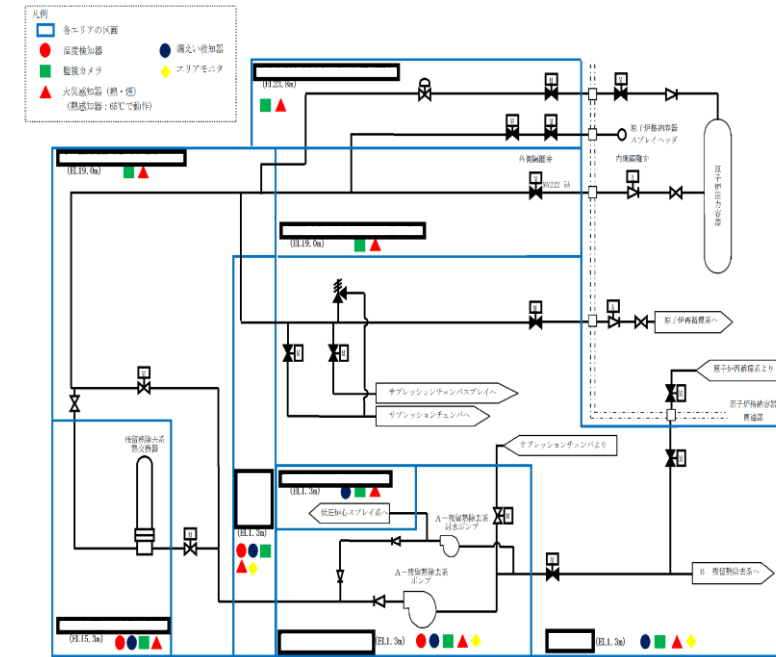 凡例
各エリアの区画
温度検知器
漏えい検知器
監視カメラ
エリアモニタ
火災感知器(熱・煙)
(熱感知器:65℃で動作)
(EL23.8m)
原子炉格納容器
スプレイヘッダ
外側隔離弁
内側隔離弁
MV222-5A
原子炉圧力容器
(EL19.0m)
(EL19.0m)
原子炉再循環系へ
原子炉再循環系より
サプレッションチェンバスプレイへ
サプレッションチェンバへ
原子炉格納容器
貫通部
サプレッションチェンバより
残留熱除去系
熱交換器
(EL1.3m)
低圧炉心スプレイ系へ
A-残留熱除去系
封水ポンプ
(EL1.3m)
A-残留熱除去系
ポンプ
B-残留熱除去系へ
(EL15.3m)
(EL1.3m)
(EL1.3m)